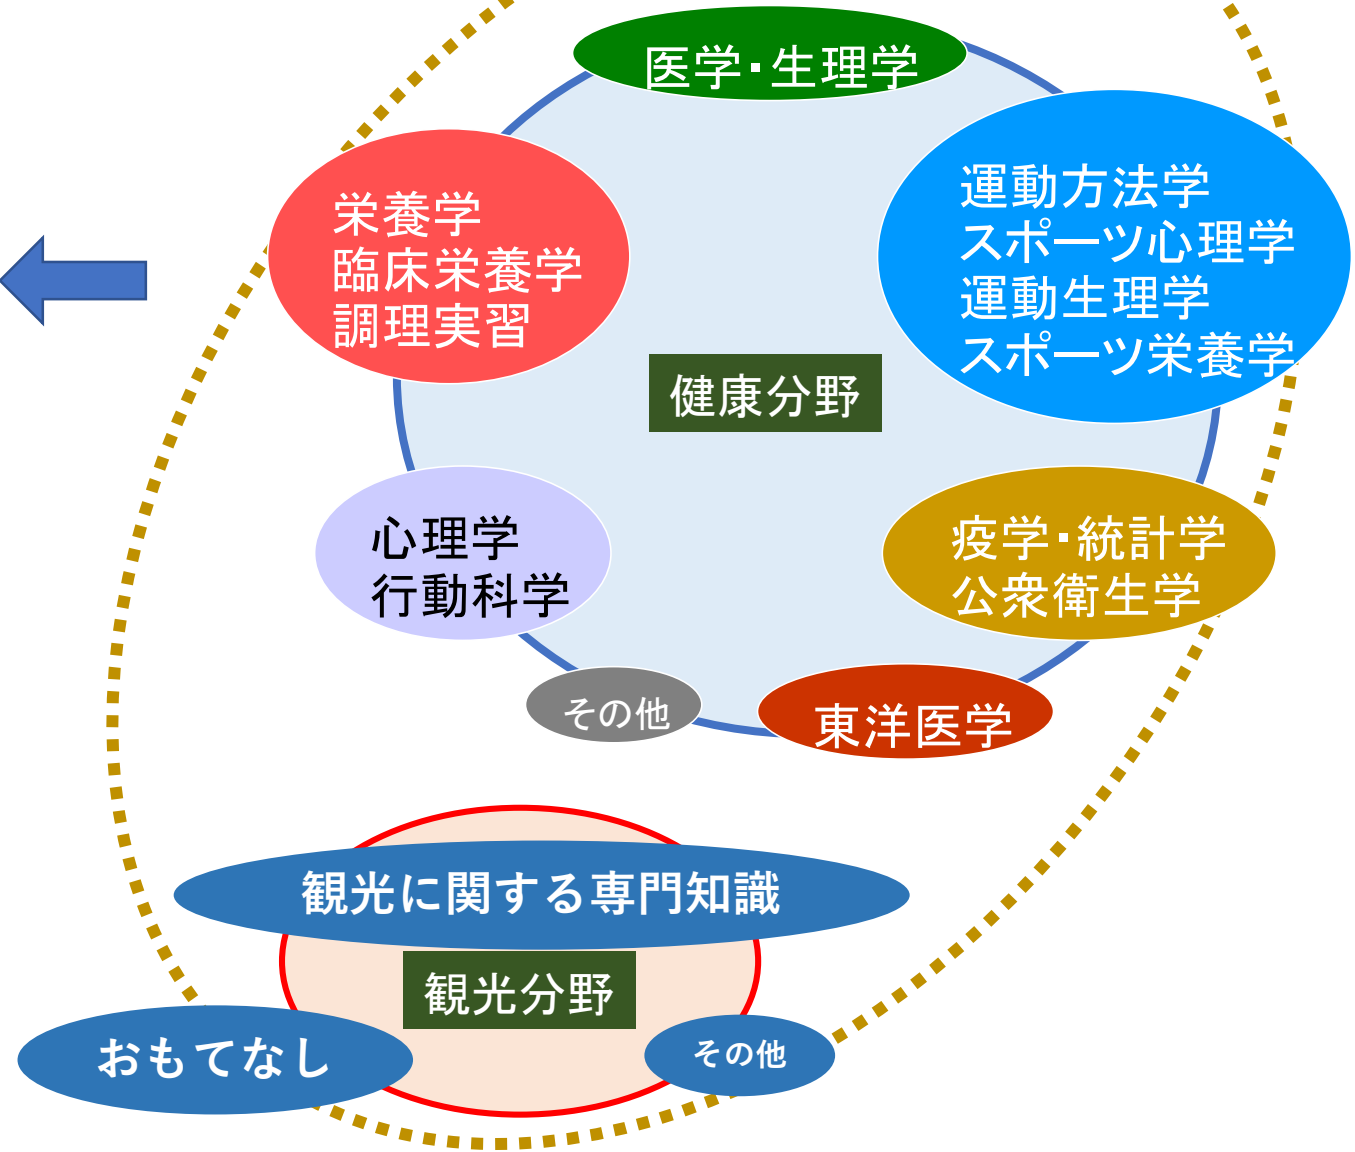 医学・生理学
栄養学
臨床栄養学
調理実習
運動方法学
スポーツ心理学
運動生理学
スポーツ栄養学
健康分野
心理学
行動科学
疫学・統計学
公衆衛生学
その他
東洋医学
観光に関する専門知識
観光分野
おもてなし
その他